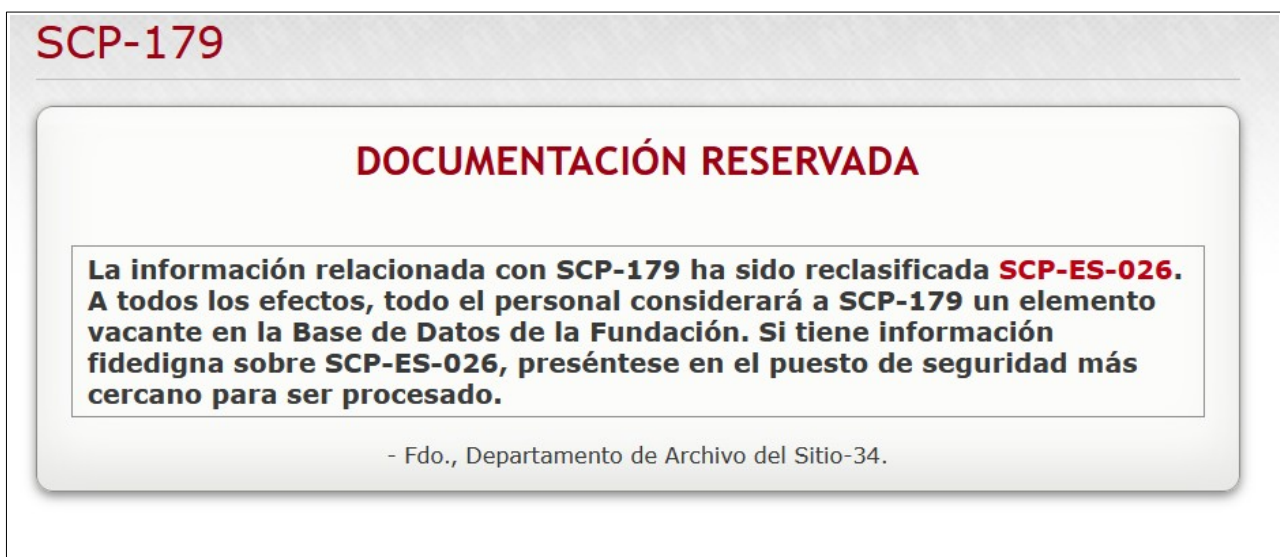 SCP-179
DOCUMENTACIÓN RESERVADA
La información relacionada con SCP-179 ha sido reclasificada SCP-ES-026.
A todos los efectos, todo el personal considerará a SCP-179 un elemento
vacante en la Base de Datos de la Fundación. Si tiene información
fidedigna sobre SCP-ES-026, preséntese en el puesto de seguridad más
cercano para ser procesado.
- Fdo., Departamento de Archivo del Sitio-34.